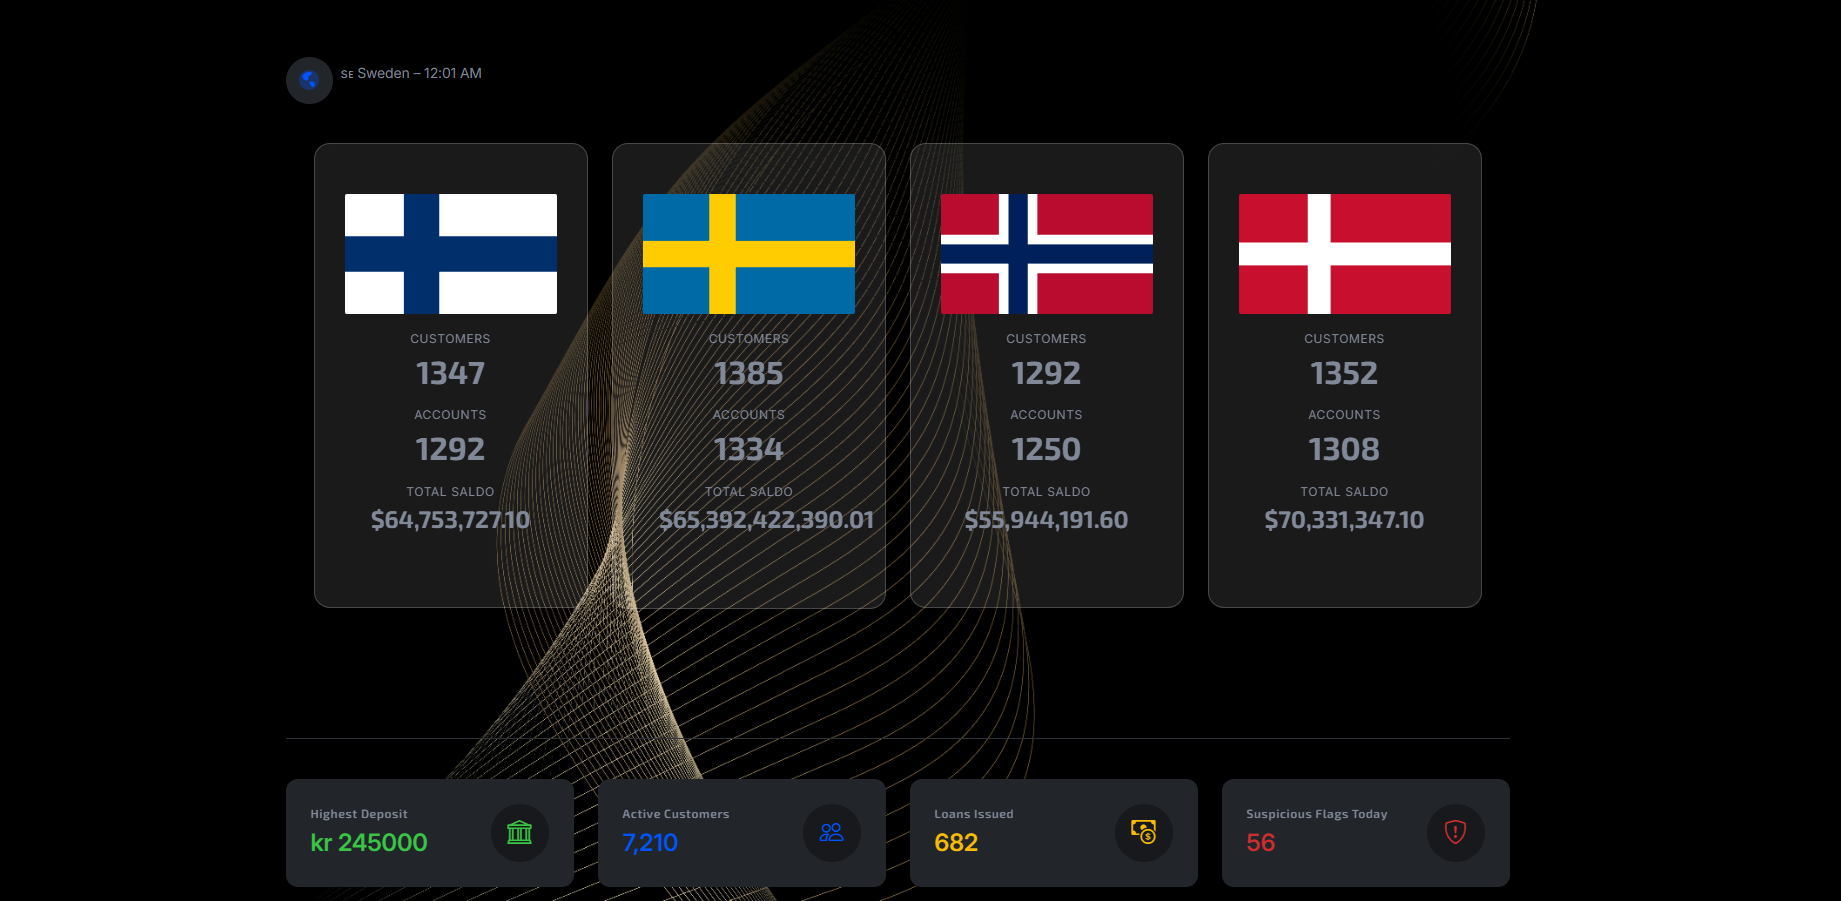 SE Sweden – 12:01 AM
CUSTOMERS
1347
ACCOUNTS
1292
TOTAL SALDO
$64,753,727.10
CUSTOMERS
1385
ACCOUNTS
1334
TOTAL SALDO
$65,392,422,390.01
CUSTOMERS
1292
ACCOUNTS
1250
TOTAL SALDO
$55,944,191.60
CUSTOMERS
1352
ACCOUNTS
1308
TOTAL SALDO
$70,331,347.10
Highest Deposit
kr 245000
Active Customers
7,210
Loans Issued
682
Suspicious Flags Today
56